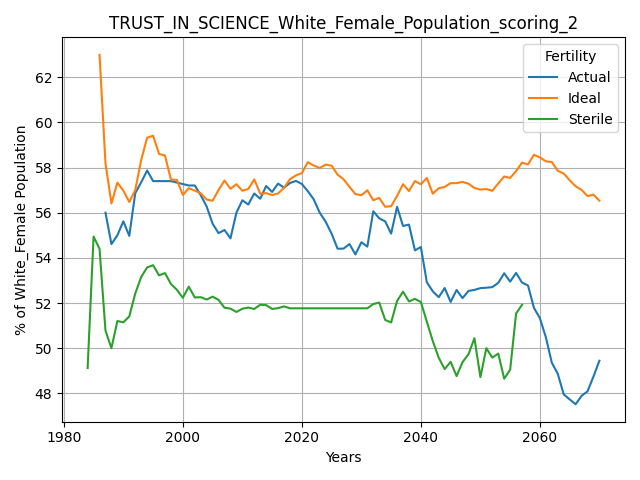 TRUST_IN_SCIENCE_White_Female_Population_scoring_2
% of White_Female Population
62
60
58
56
54
52
50
48
Fertility
Actual
Ideal
Sterile
1980 2000 2020 2040 2060
Years